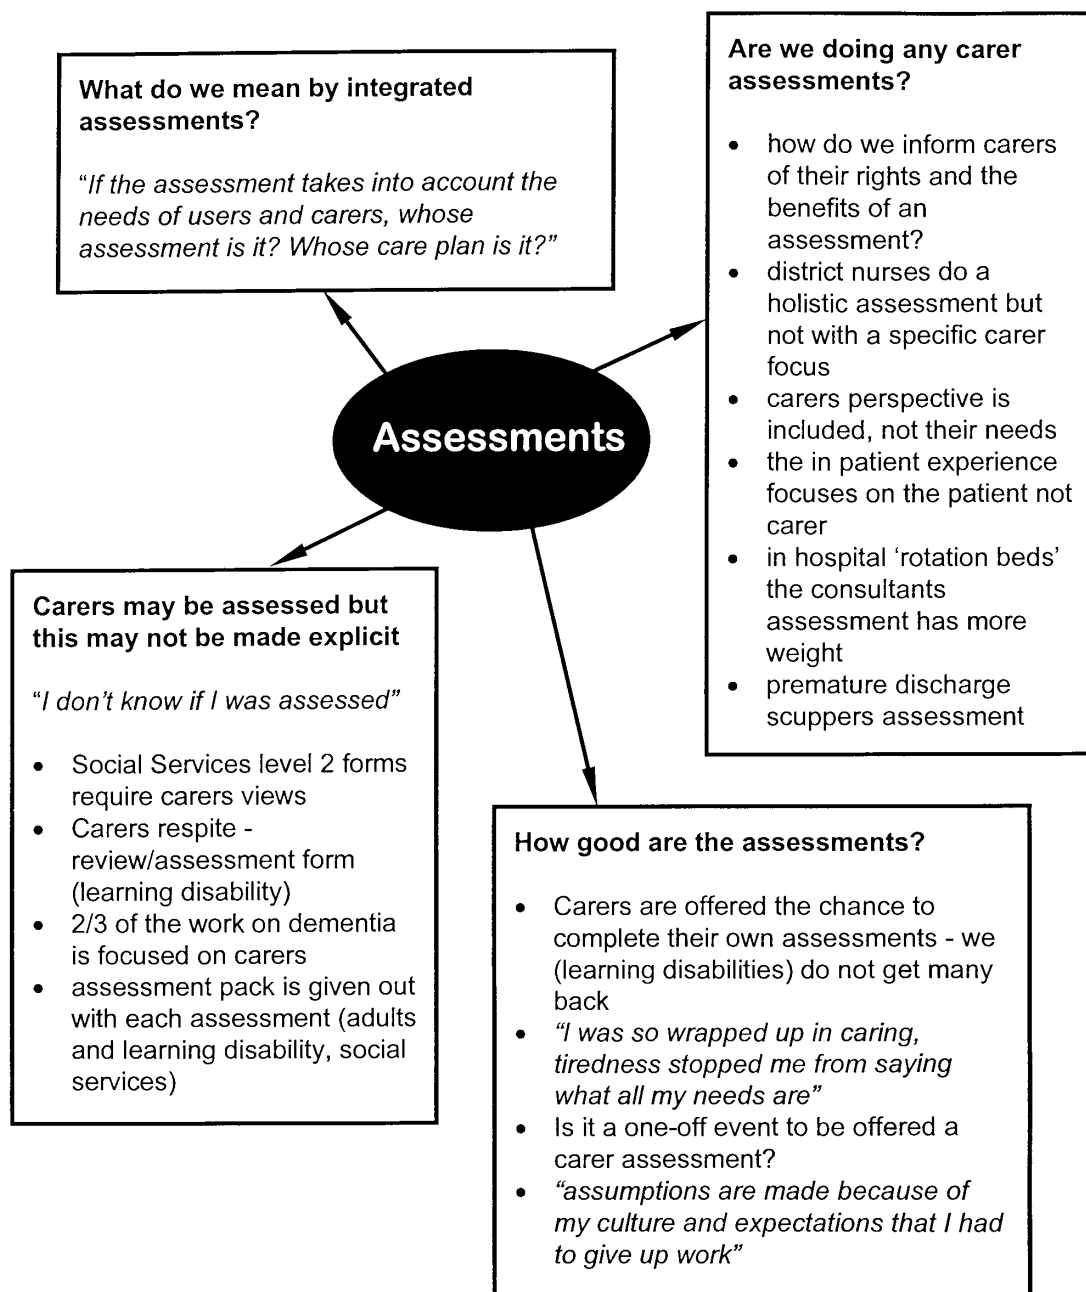 What do we mean by integrated
assessments?
“If the assessment takes into account the
needs of users and carers, whose
assessment is it? Whose care plan is it?”
Are we doing any carer
assessments?
• how do we inform carers
of their rights and the
benefits of an
assessment?
• district nurses do a
holistic assessment but
not with a specific carer
focus
• carers perspective is
included, not their needs
• the in patient experience
focuses on the patient not
carer
• in hospital ‘rotation beds’
the consultants
assessment has more
weight
• premature discharge
scuppers assessment
Assessments
Carers may be assessed but
this may not be made explicit
“I don’t know if I was assessed”
• Social Services level 2 forms
require carers views
• Carers respite -
review/assessment form
(learning disability)
• 2/3 of the work on dementia
is focused on carers
• assessment pack is given out
with each assessment (adults
and learning disability, social
services)
How good are the assessments?
• Carers are offered the chance to
complete their own assessments - we
(learning disabilities) do not get many
back
• “I was so wrapped up in caring,
tiredness stopped me from saying
what all my needs are”
• Is it a one-off event to be offered a
carer assessment?
• “assumptions are made because of
my culture and expectations that I had
to give up work”